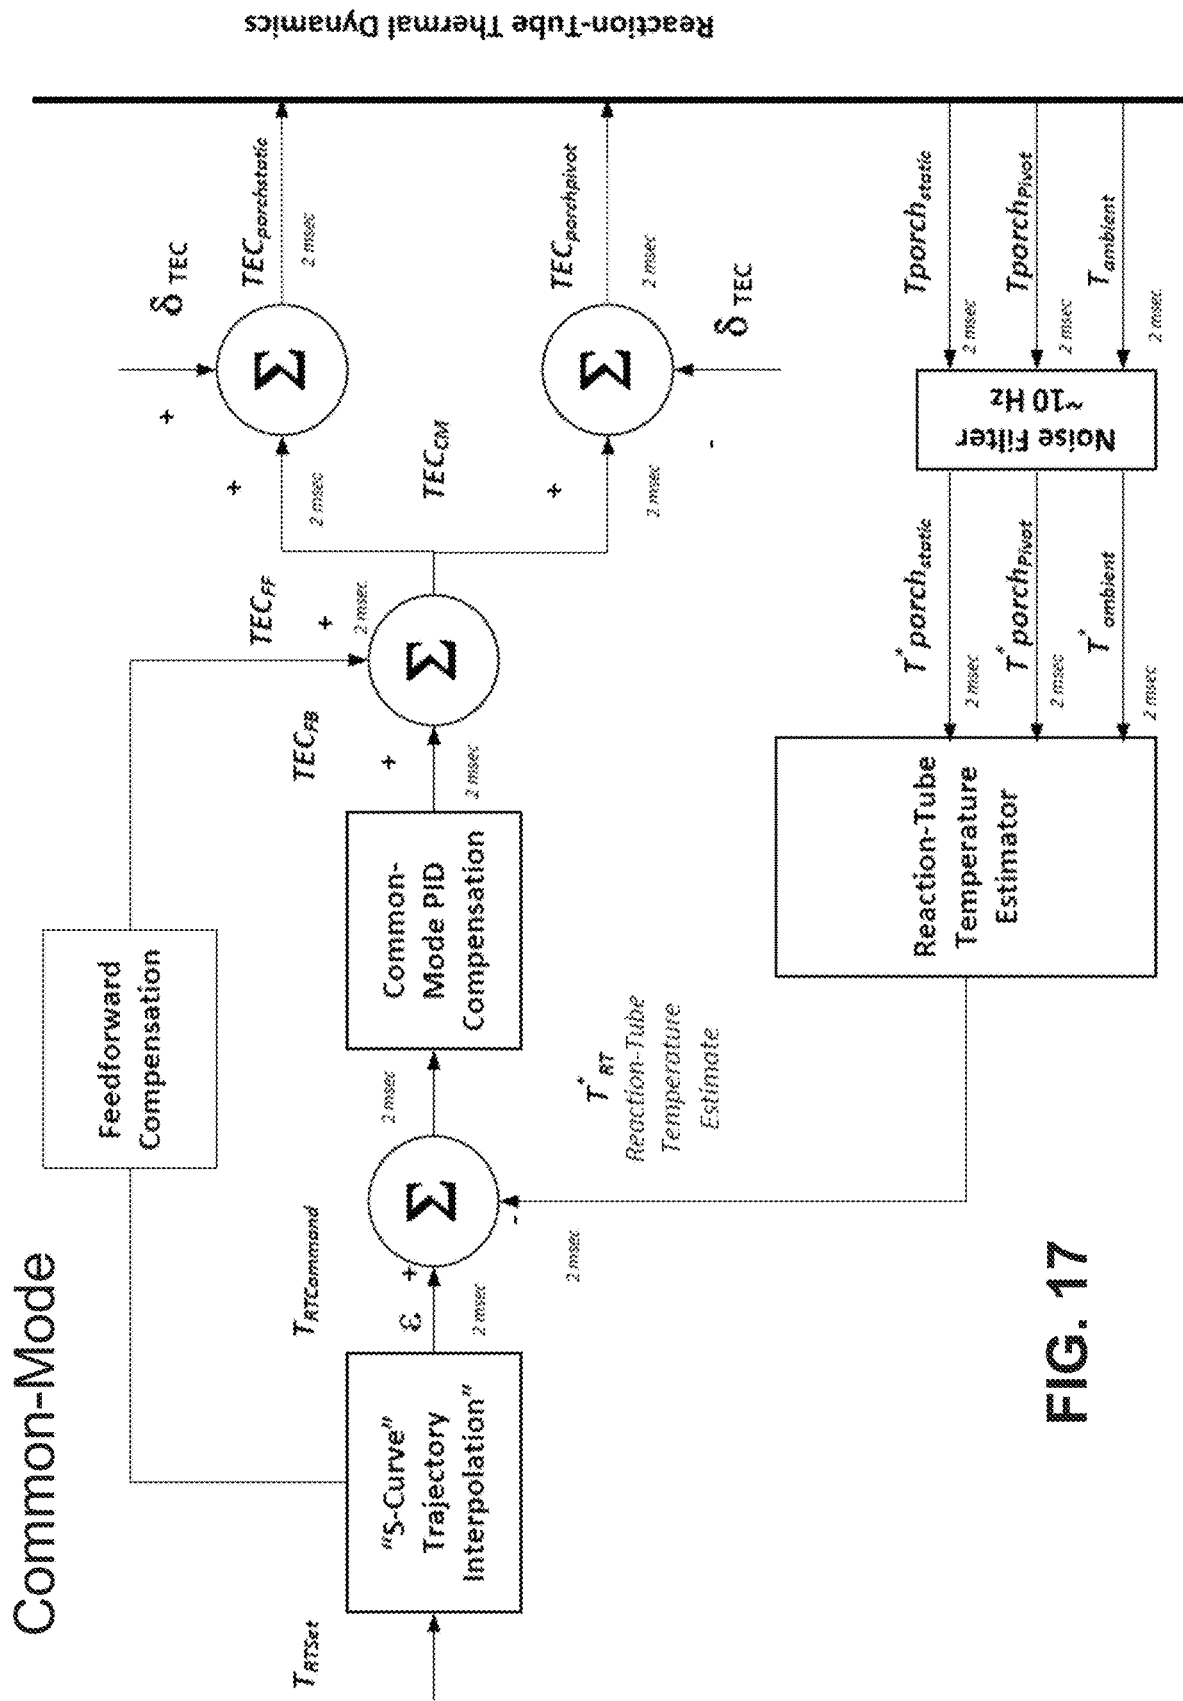 Common-Mode
Reaction-Tube Thermal Dynamics
Feedforward
Compensation
T_RTSet
"S-Curve"
Trajectory
Interpolation"
T_RTCommand
ε
+
2 msec
Σ
-
2 msec
2 msec
T*_RT
Reaction-Tube
Temperature
Estimate
Common-
Mode PID
Compensation
TEC_FB
+
2 msec
TEC_FF
+
2 msec
Σ
TEC_CM
+
2 msec
+
δ TEC
Σ
TEC_porchstatic
2 msec
+
2 msec
-
δ TEC
Σ
TEC_porchpivot
2 msec
Reaction-Tube
Temperature
Estimator
T*porch_static
2 msec
T*porch_Pivot
2 msec
T*_ambient
2 msec
Noise Filter
~10 Hz
Tporch_static
2 msec
Tporch_Pivot
2 msec
T_ambient
2 msec
FIG. 17